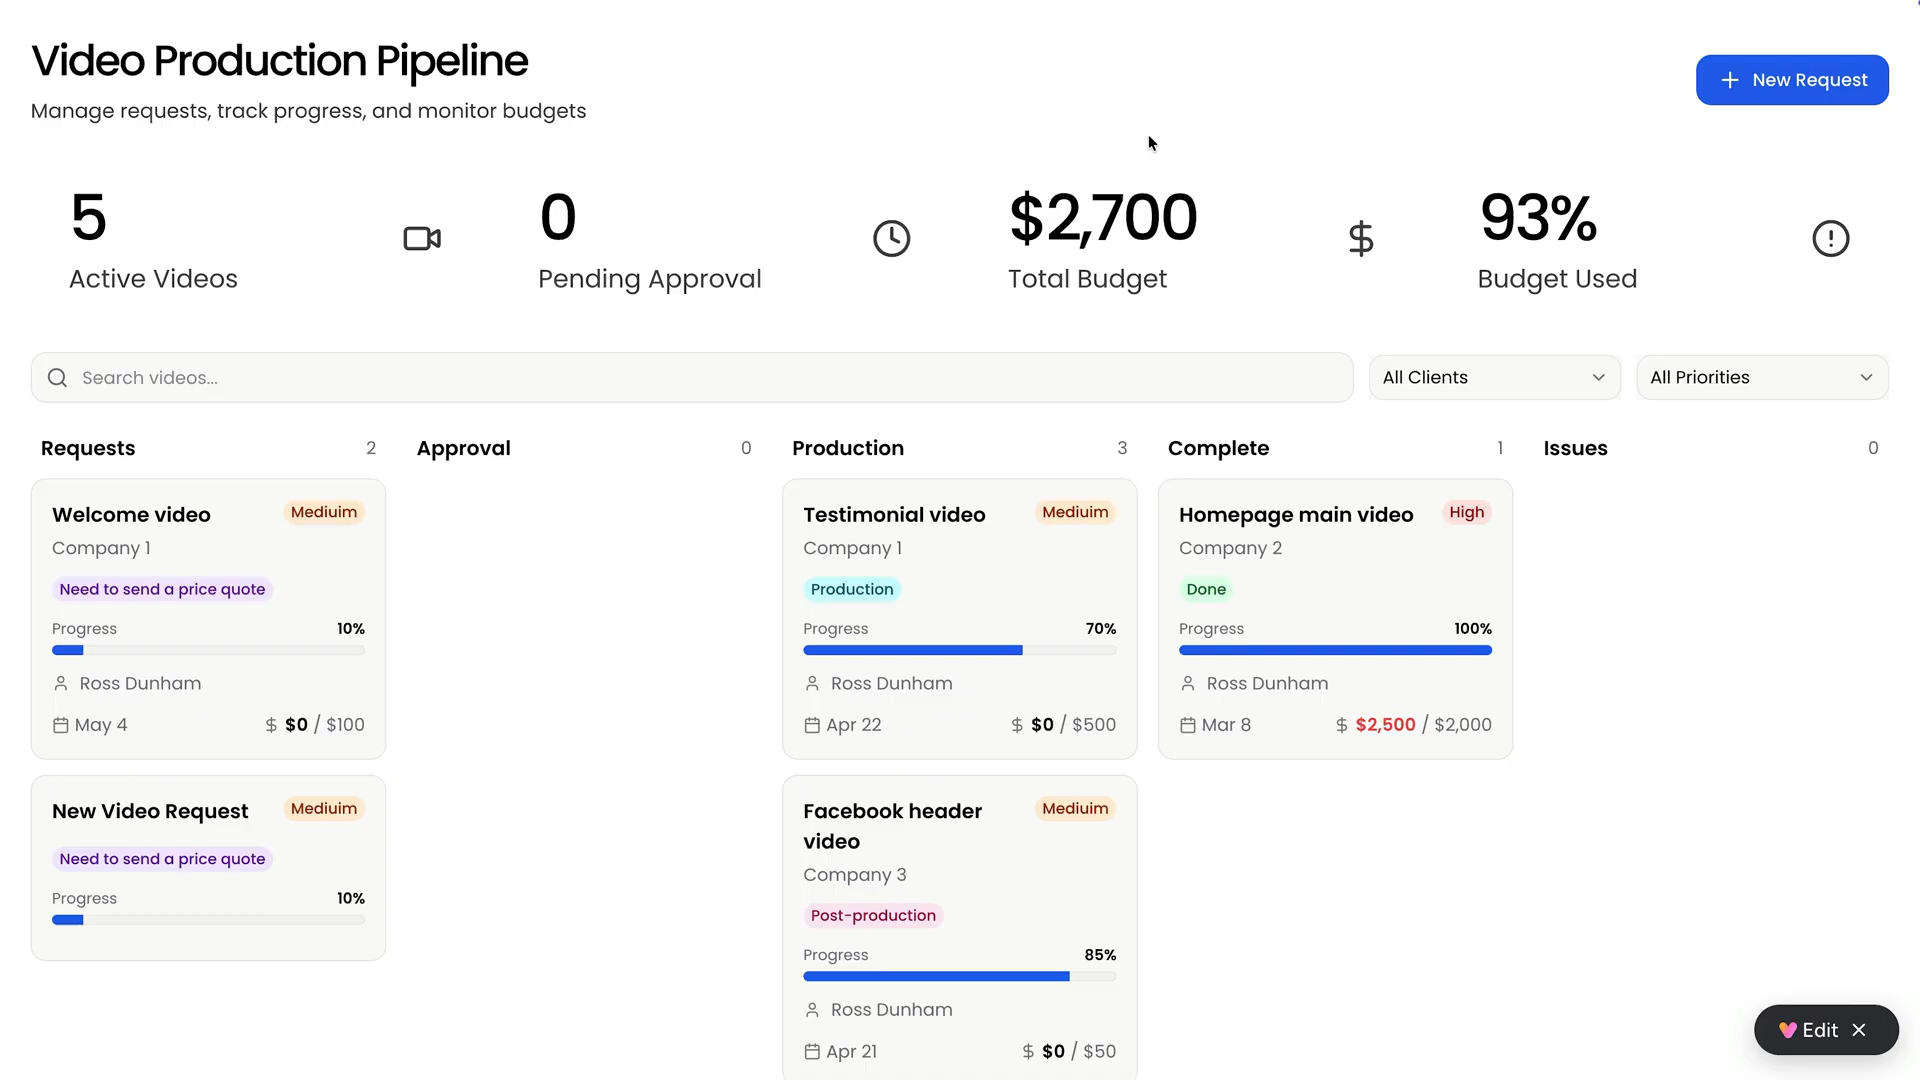 Video Production Pipeline
Manage requests, track progress, and monitor budgets
+ New Request
5
Active Videos
0
Pending Approval
$2,700
Total Budget
93%
Budget Used
Search videos...
All Clients
All Priorities
Requests 2
Welcome video Mediuim
Company 1
Need to send a price quote
Progress 10%
Ross Dunham
May 4 $ $0 / $100
New Video Request Mediuim
Need to send a price quote
Progress 10%
Approval 0
Production 3
Testimonial video Mediuim
Company 1
Production
Progress 70%
Ross Dunham
Apr 22 $ $0 / $500
Facebook header Mediuim
video
Company 3
Post-production
Progress 85%
Ross Dunham
Apr 21 $ $0 / $50
Complete 1
Homepage main video High
Company 2
Done
Progress 100%
Ross Dunham
Mar 8 $ $2,500 / $2,000
Issues 0
Edit